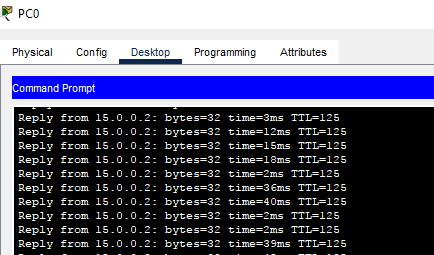 PC0
Physical Config Desktop Programming Attributes
Command Prompt
Reply from 15.0.0.2: bytes=32 time=3ms TTL=125
Reply from 15.0.0.2: bytes=32 time=12ms TTL=125
Reply from 15.0.0.2: bytes=32 time=15ms TTL=125
Reply from 15.0.0.2: bytes=32 time=18ms TTL=125
Reply from 15.0.0.2: bytes=32 time=2ms TTL=125
Reply from 15.0.0.2: bytes=32 time=36ms TTL=125
Reply from 15.0.0.2: bytes=32 time=40ms TTL=125
Reply from 15.0.0.2: bytes=32 time=2ms TTL=125
Reply from 15.0.0.2: bytes=32 time=2ms TTL=125
Reply from 15.0.0.2: bytes=32 time=39ms TTL=125